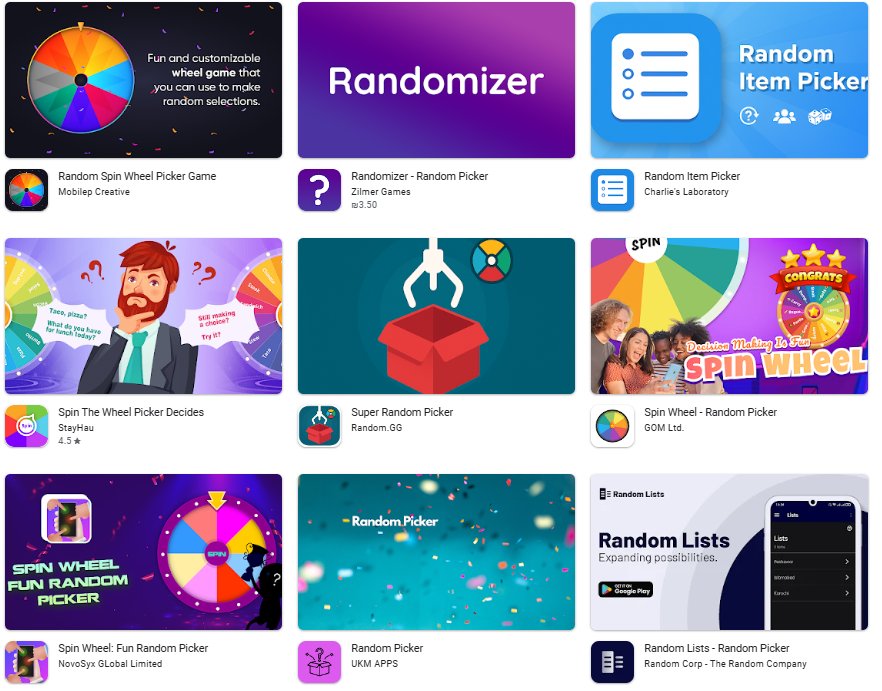 Fun and customizable
wheel game that
you can use to make
random selections.
Randomizer
Random
Item Picker
Random Spin Wheel Picker Game
Mobilep Creative
?
Randomizer - Random Picker
Zilmer Games
₪3.50
Random Item Picker
Charlie's Laboratory
Taco, pizza?
What do you have
for lunch today?
Still making
a choice?
Try it?
SPIN
CONGRATS
Decision Making Is Fun
SPIN WHEEL
Spin
Spin The Wheel Picker Decides
StayHau
4.5★
Super Random Picker
Random.GG
Spin Wheel - Random Picker
GOM Ltd.
SPIN WHEEL
FUN RANDOM
PICKER
SPIN
?
Random Picker
Random Lists
Random Lists
Expanding possibilities.
GET IT ON
Google Play
Lists
Lists
Karachi
Spin Wheel: Fun Random Picker
NovoSyx GLobal Limited
Random Picker
UKM APPS
Random Lists - Random Picker
Random Corp - The Random Company